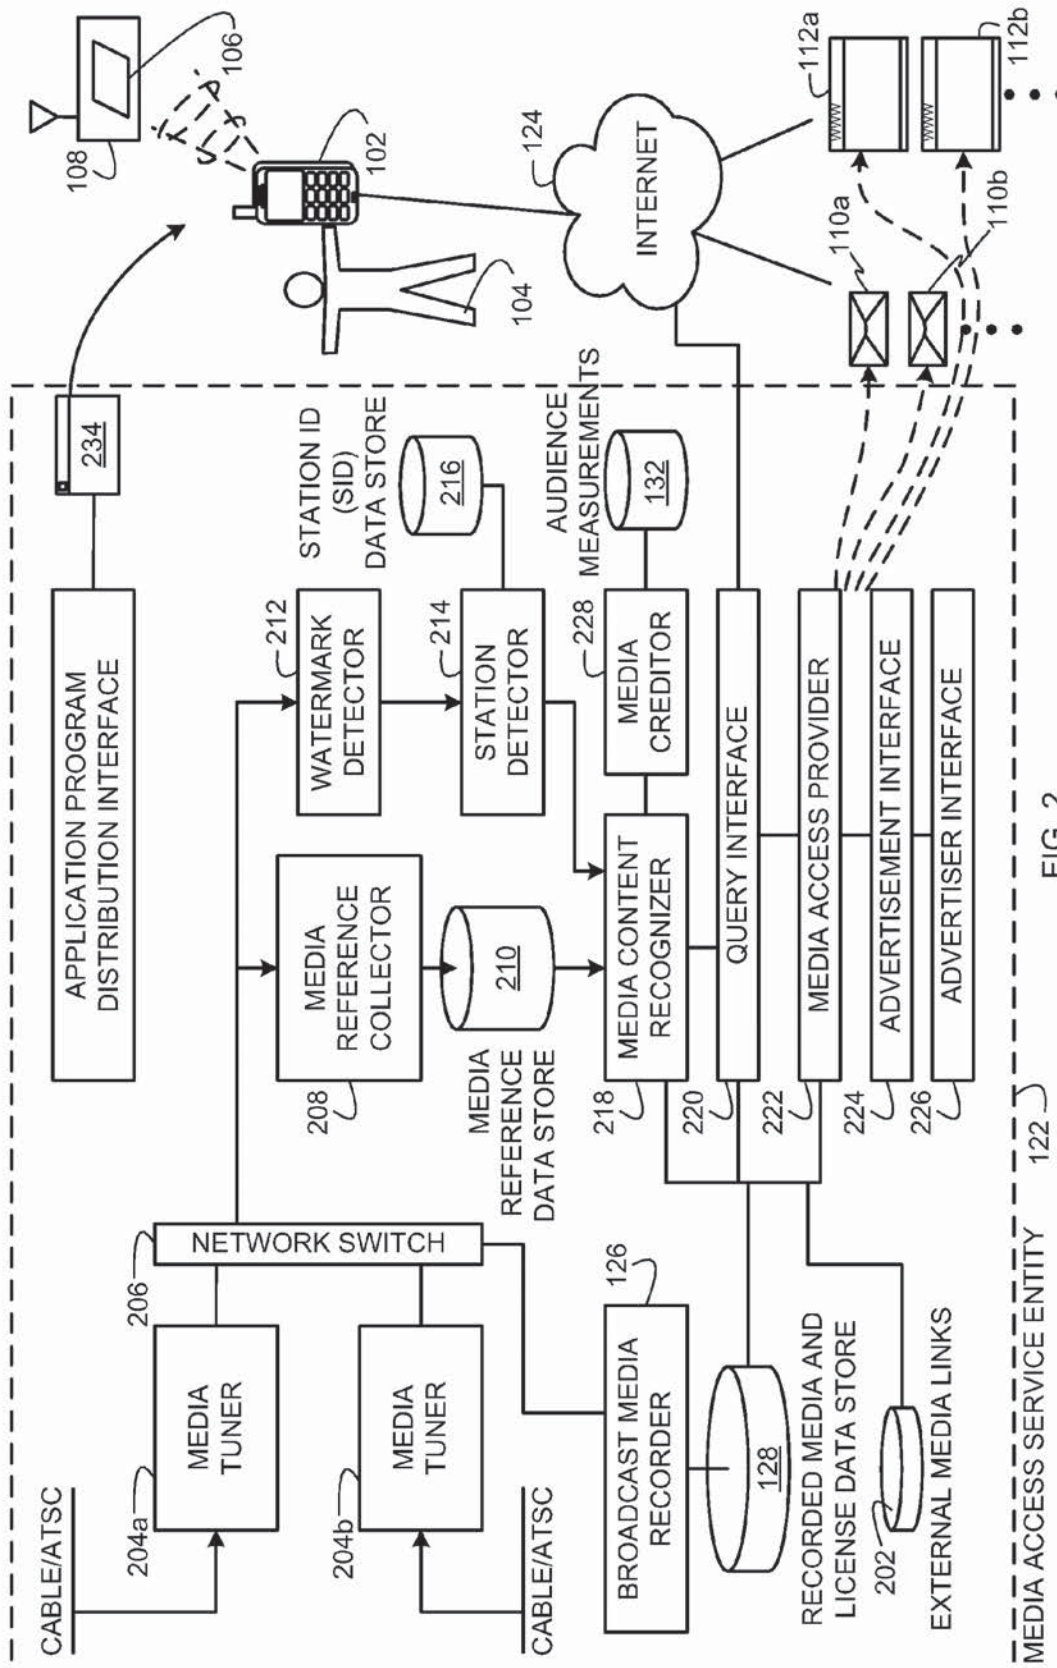 CABLE/ATSC
204a
MEDIA
TUNER
206
NETWORK SWITCH
204b
MEDIA
TUNER
CABLE/ATSC
APPLICATION PROGRAM
DISTRIBUTION INTERFACE
234
108
106
102
104
208
MEDIA
REFERENCE
COLLECTOR
212
WATERMARK
DETECTOR
STATION ID
(SID)
DATA STORE
216
214
STATION
DETECTOR
MEDIA
REFERENCE
DATA STORE
210
AUDIENCE
MEASUREMENTS
132
228
MEDIA
CREDITOR
218
MEDIA CONTENT
RECOGNIZER
126
BROADCAST MEDIA
RECORDER
128
RECORDED MEDIA AND
LICENSE DATA STORE
202
EXTERNAL MEDIA LINKS
220
QUERY INTERFACE
222
MEDIA ACCESS PROVIDER
224
ADVERTISEMENT INTERFACE
226
ADVERTISER INTERFACE
124
INTERNET
110a
110b
112a
WWW
112b
WWW
MEDIA ACCESS SERVICE ENTITY
122
FIG. 2